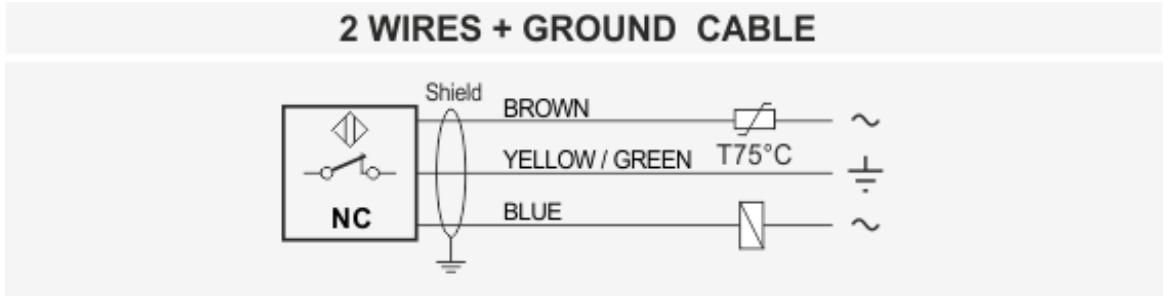 2 WIRES + GROUND CABLE
Shield
BROWN
YELLOW / GREEN
T75°C
BLUE
NC